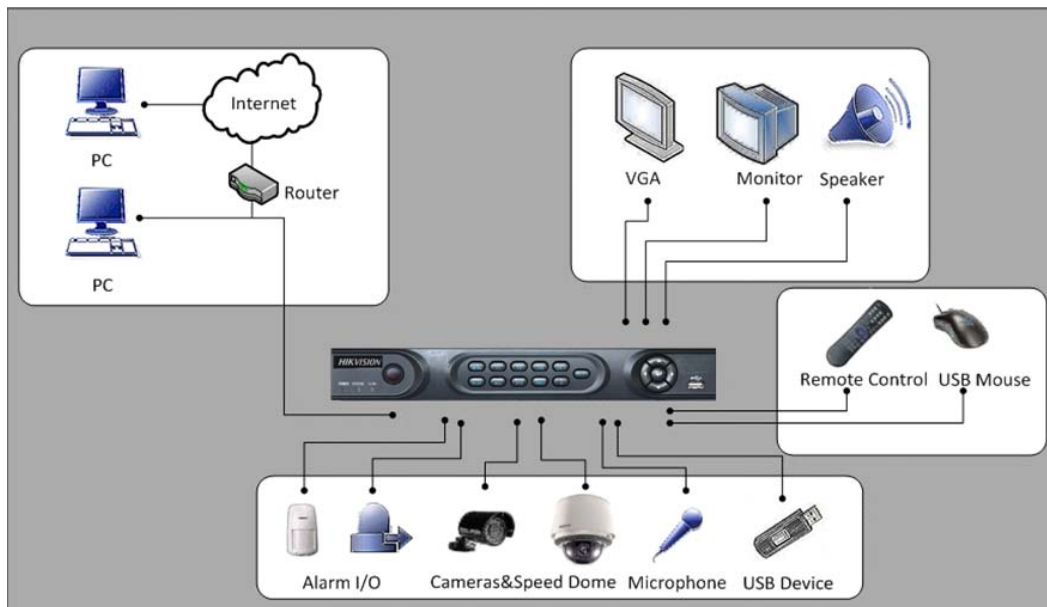 Internet
PC
Router
PC
VGA
Monitor
Speaker
HIKVISION
Remote Control
USB Mouse
Alarm I/O
Cameras&Speed Dome
Microphone
USB Device